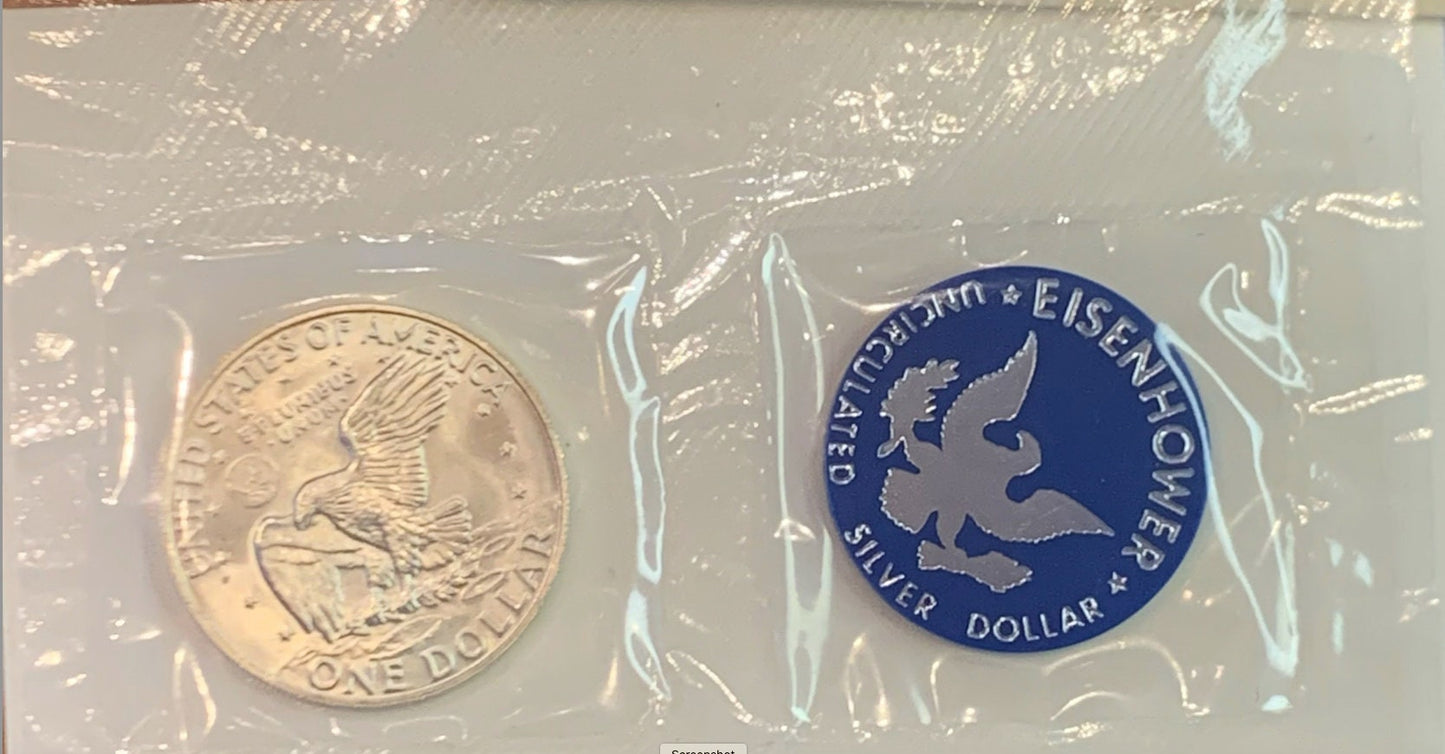 UNITED STATES OF AMERICA
E PLURIBUS
UNUM
ONE DOLLAR
UNCIRCULATED ★ EISENHOWER ★
SILVER DOLLAR
Screenshot